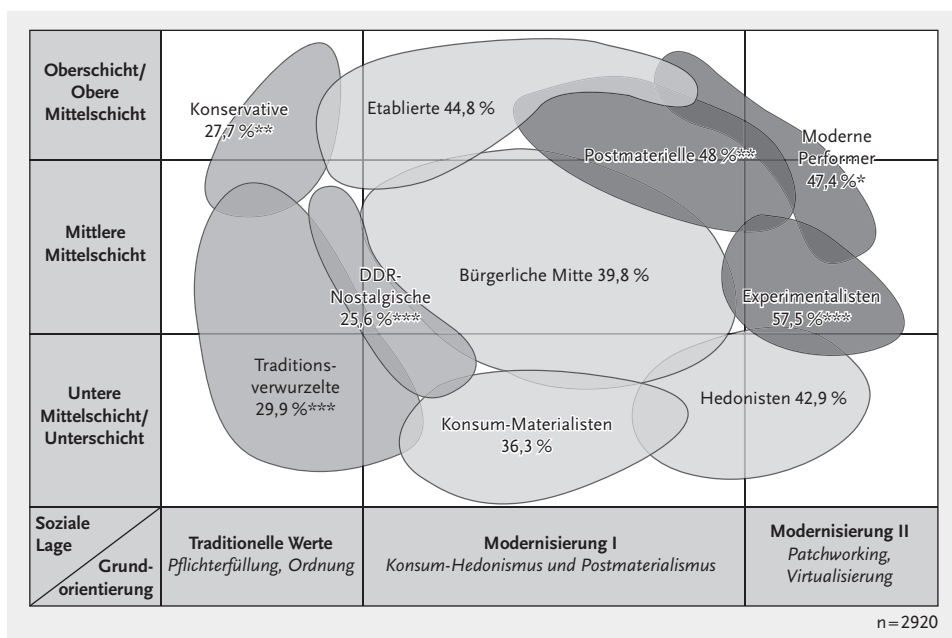 Oberschicht/
Obere
Mittelschicht
Konservative
27,7 %**
Etablierte 44,8 %
Postmaterielle 48 %**
Moderne
Performer
47,4 %*
Mittlere
Mittelschicht
DDR-
Nostalgische
25,6 %***
Bürgerliche Mitte 39,8 %
Experimentalisten
57,5 %***
Untere
Mittelschicht/
Unterschicht
Traditions-
verwurzelte
29,9 %***
Konsum-Materialisten
36,3 %
Hedonisten 42,9 %
Soziale
Lage
Grund-
orientierung
Traditionelle Werte
Pflichterfüllung, Ordnung
Modernisierung I
Konsum-Hedonismus und Postmaterialismus
Modernisierung II
Patchworking,
Virtualisierung
n=2920